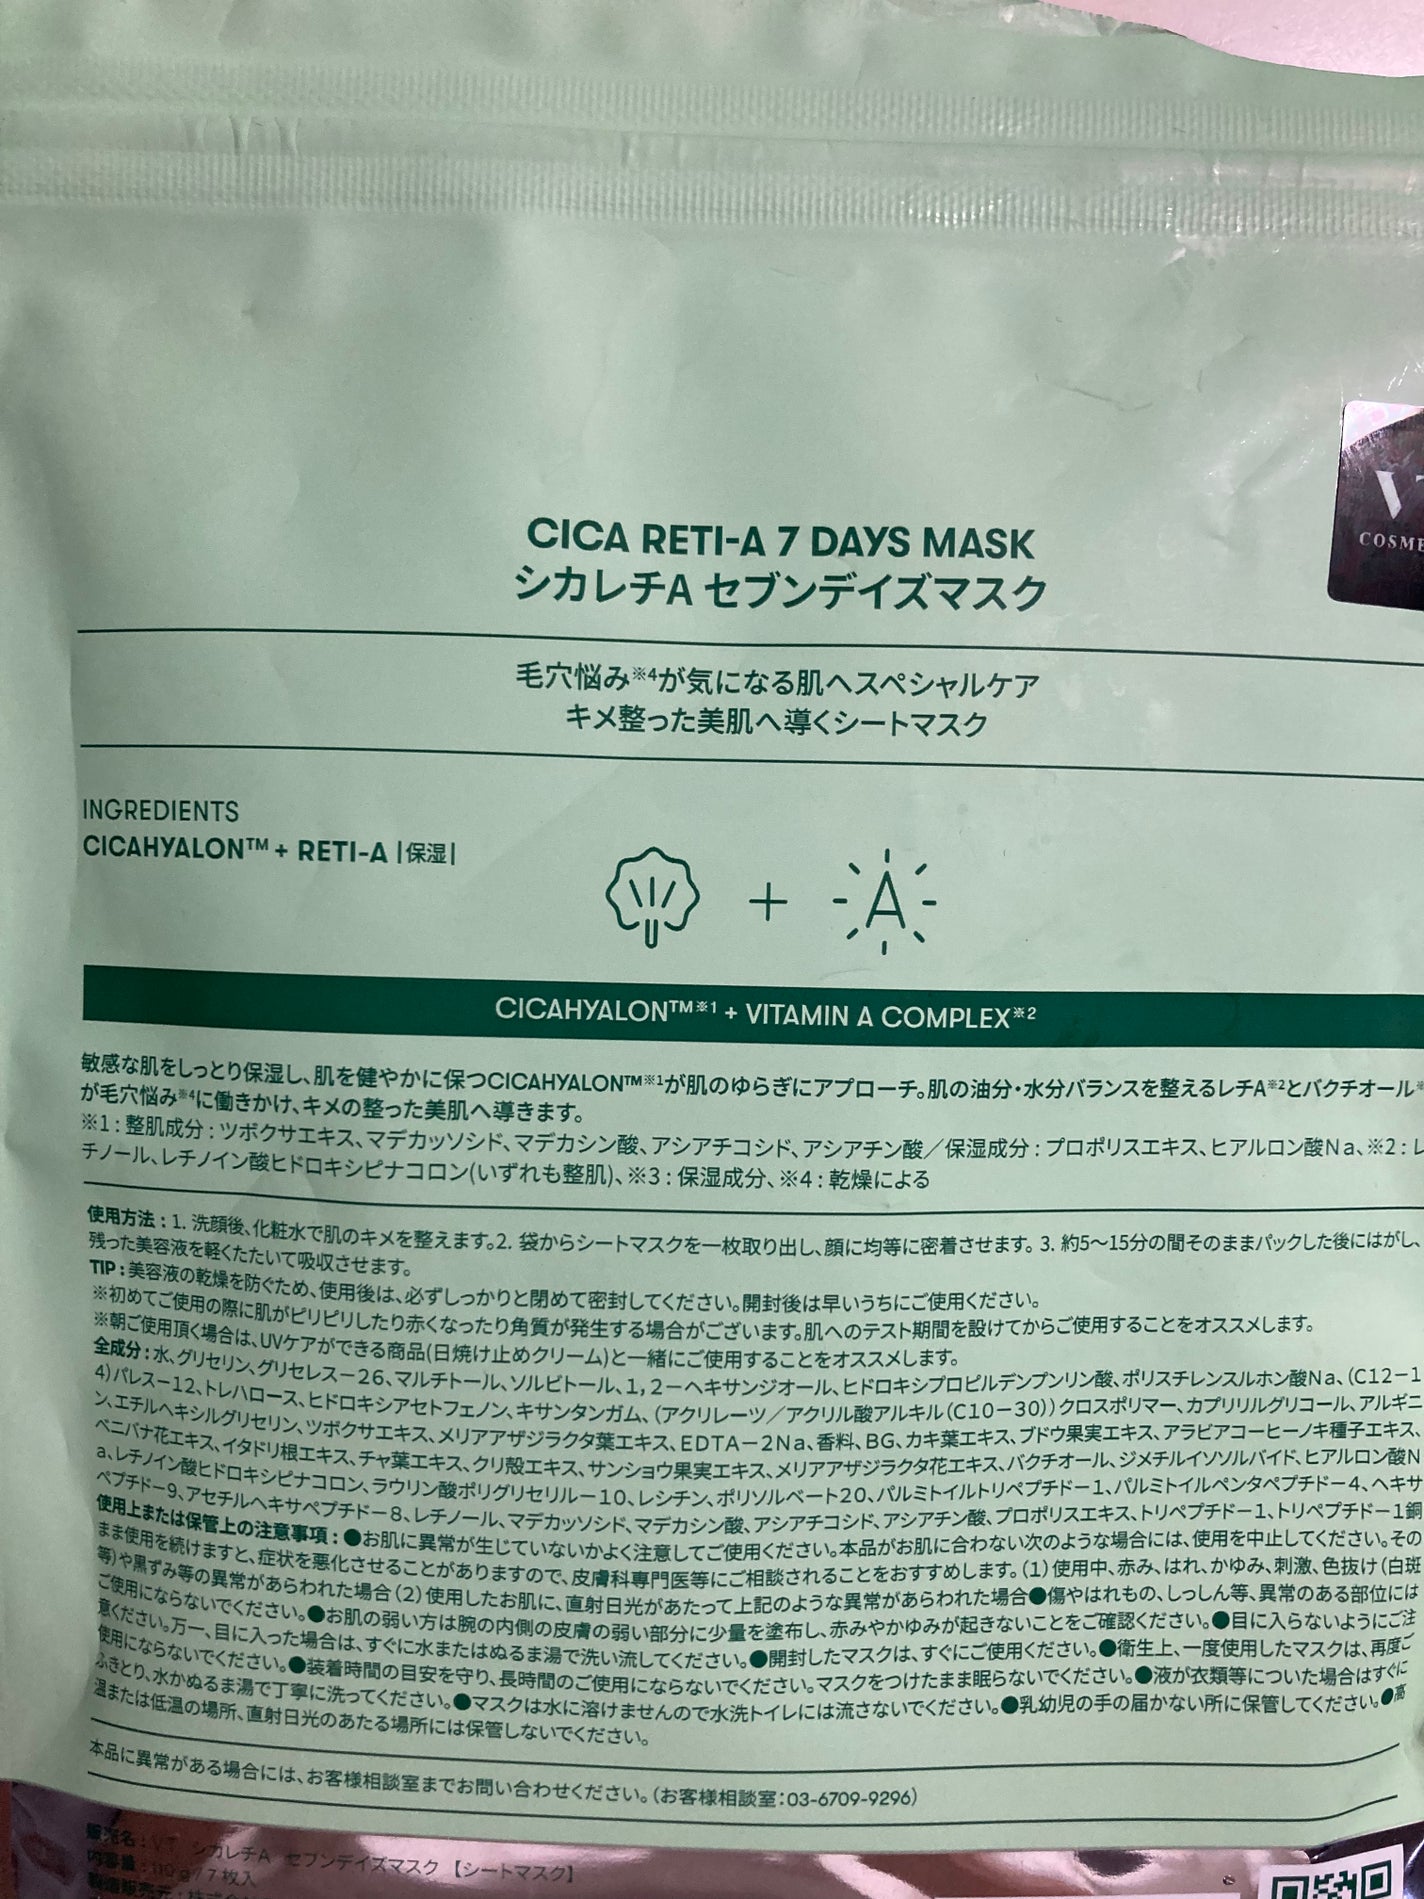 CICA RETI-A 7 DAYS MASK
シカレチA セブンデイズマスク
COSME
毛穴悩み※4が気になる肌へスペシャルケア
キメ整った美肌へ導くシートマスク
INGREDIENTS
CICAHYALON™ + RETI-A |保湿|
+ A
CICAHYALON™※1 + VITAMIN A COMPLEX※2
敏感な肌をしっとり保湿し、肌を健やかに保つCICAHYALON™※1が肌のゆらぎにアプローチ。肌の油分・水分バランスを整えるレチA※2とバクチオール※
が毛穴悩み※4に働きかけ、キメの整った美肌へ導きます。
※1：整肌成分：ツボクサエキス、マデカッソシド、マデカシン酸、アシアチコシド、アシアチン酸／保湿成分：プロポリスエキス、ヒアルロン酸Na、※2：レ
チノール、レチノイン酸ヒドロキシピナコロン(いずれも整肌)、※3：保湿成分、※4：乾燥による
使用方法：1. 洗顔後、化粧水で肌のキメを整えます。2. 袋からシートマスクを一枚取り出し、顔に均等に密着させます。3. 約5～15分の間そのままパックした後にはがし、
残った美容液を軽くたたいて吸収させます。
TIP：美容液の乾燥を防ぐため、使用後は、必ずしっかりと閉めて密封してください。開封後は早いうちにご使用ください。
※初めてご使用の際に肌がピリピリしたり赤くなったり角質が発生する場合がございます。肌へのテスト期間を設けてからご使用することをオススメします。
※朝ご使用頂く場合は、UVケアができる商品(日焼け止めクリーム)と一緒にご使用することをオススメします。
全成分：水、グリセリン、グリセレス－26、マルチトール、ソルビトール、1，2－ヘキサンジオール、ヒドロキシプロピルデンプンリン酸、ポリスチレンスルホン酸Na、（C12－1
4）パレス－12、トレハロース、ヒドロキシアセトフェノン、キサンタンガム、（アクリレーツ／アクリル酸アルキル（C10－30））クロスポリマー、カプリリルグリコール、アルギニ
ン、エチルヘキシルグリセリン、ツボクサエキス、メリアアザジラクタ葉エキス、EDTA－2Na、香料、BG、カキ葉エキス、ブドウ果実エキス、アラビアコーヒーノキ種子エキス、
ベニバナ花エキス、イタドリ根エキス、チャ葉エキス、クリ殻エキス、サンショウ果実エキス、メリアアザジラクタ花エキス、バクチオール、ジメチルイソソルバイド、ヒアルロン酸N
a、レチノイン酸ヒドロキシピナコロン、ラウリン酸ポリグリセリル－10、レシチン、ポリソルベート20、パルミトイルトリペプチド－1、パルミトイルペンタペプチド－4、ヘキサ
ペプチド－9、アセチルヘキサペプチド－8、レチノール、マデカッソシド、マデカシン酸、アシアチコシド、アシアチン酸、プロポリスエキス、トリペプチド－1、トリペプチド－1銅
使用上または保管上の注意事項：●お肌に異常が生じていないかよく注意してご使用ください。本品がお肌に合わない次のような場合には、使用を中止してください。その
まま使用を続けますと、症状を悪化させることがありますので、皮膚科専門医等にご相談されることをおすすめします。（1）使用中、赤み、はれ、かゆみ、刺激、色抜け（白斑
等）や黒ずみ等の異常があらわれた場合（2）使用したお肌に、直射日光があたって上記のような異常があらわれた場合●傷やはれもの、しっしん等、異常のある部位には
ご使用にならないでください。●お肌の弱い方は腕の内側の皮膚の弱い部分に少量を塗布し、赤みやかゆみが起きないことをご確認ください。●目に入らないようにご注
意ください。万一、目に入った場合は、すぐに水またはぬるま湯で洗い流してください。●開封したマスクは、すぐにご使用ください。●衛生上、一度使用したマスクは、再度ご
使用にならないでください。●装着時間の目安を守り、長時間のご使用にならないでください。マスクをつけたまま眠らないでください。●液が衣類等についた場合はすぐに
ふきとり、水かぬるま湯で丁寧に洗ってください。●マスクは水に溶けませんので水洗トイレには流さないでください。●乳幼児の手の届かない所に保管してください。●高
温または低温の場所、直射日光のあたる場所には保管しないでください。
本品に異常がある場合には、お客様相談室までお問い合わせください。（お客様相談室：03-6709-9296）
販売名：VT シカレチA セブンデイズマスク 【シートマスク】
内容量：110g / 7枚入
製造販売元：株式会